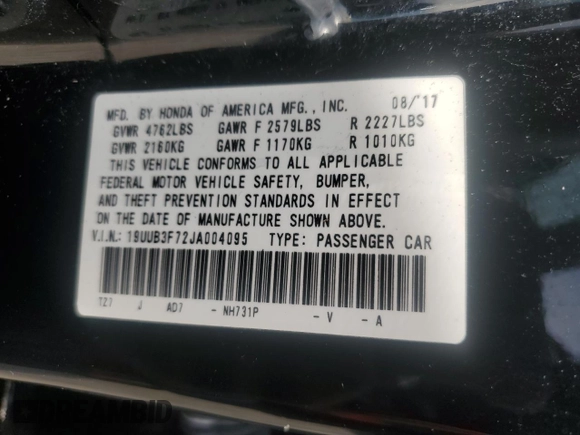 MFD. BY HONDA OF AMERICA MFG., INC. 08/'17
GVWR 4762LBS GAWR F 2579LBS R 2227LBS
GVWR 2160KG GAWR F 1170KG R 1010KG
THIS VEHICLE CONFORMS TO ALL APPLICABLE
FEDERAL MOTOR VEHICLE SAFETY, BUMPER,
AND THEFT PREVENTION STANDARDS IN EFFECT
ON THE DATE OF MANUFACTURE SHOWN ABOVE.
V.I.N.: 19UUB3F72JA004095 TYPE: PASSENGER CAR
TZ7 J AD7 - NH731P - V - A
DREAMBID